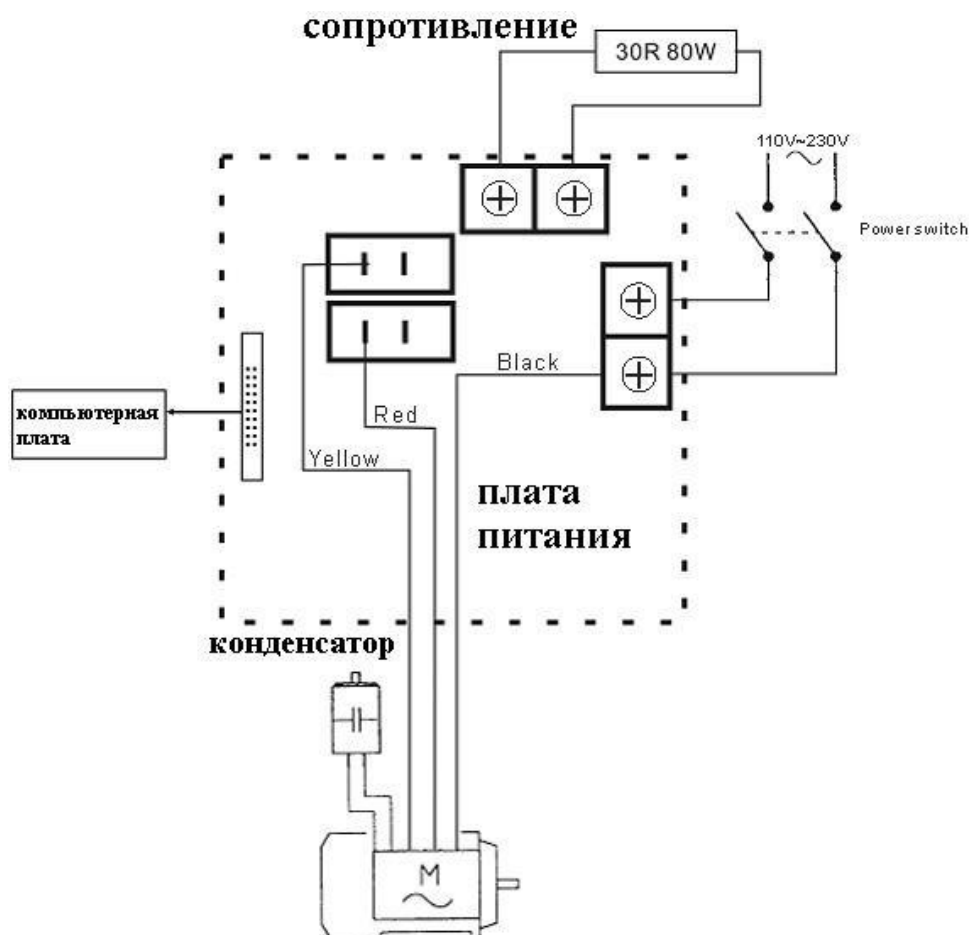 сопротивление
30R 80W
110V~230V
Power switch
Black
компьютерная
плата
Red
Yellow
плата
питания
конденсатор
M